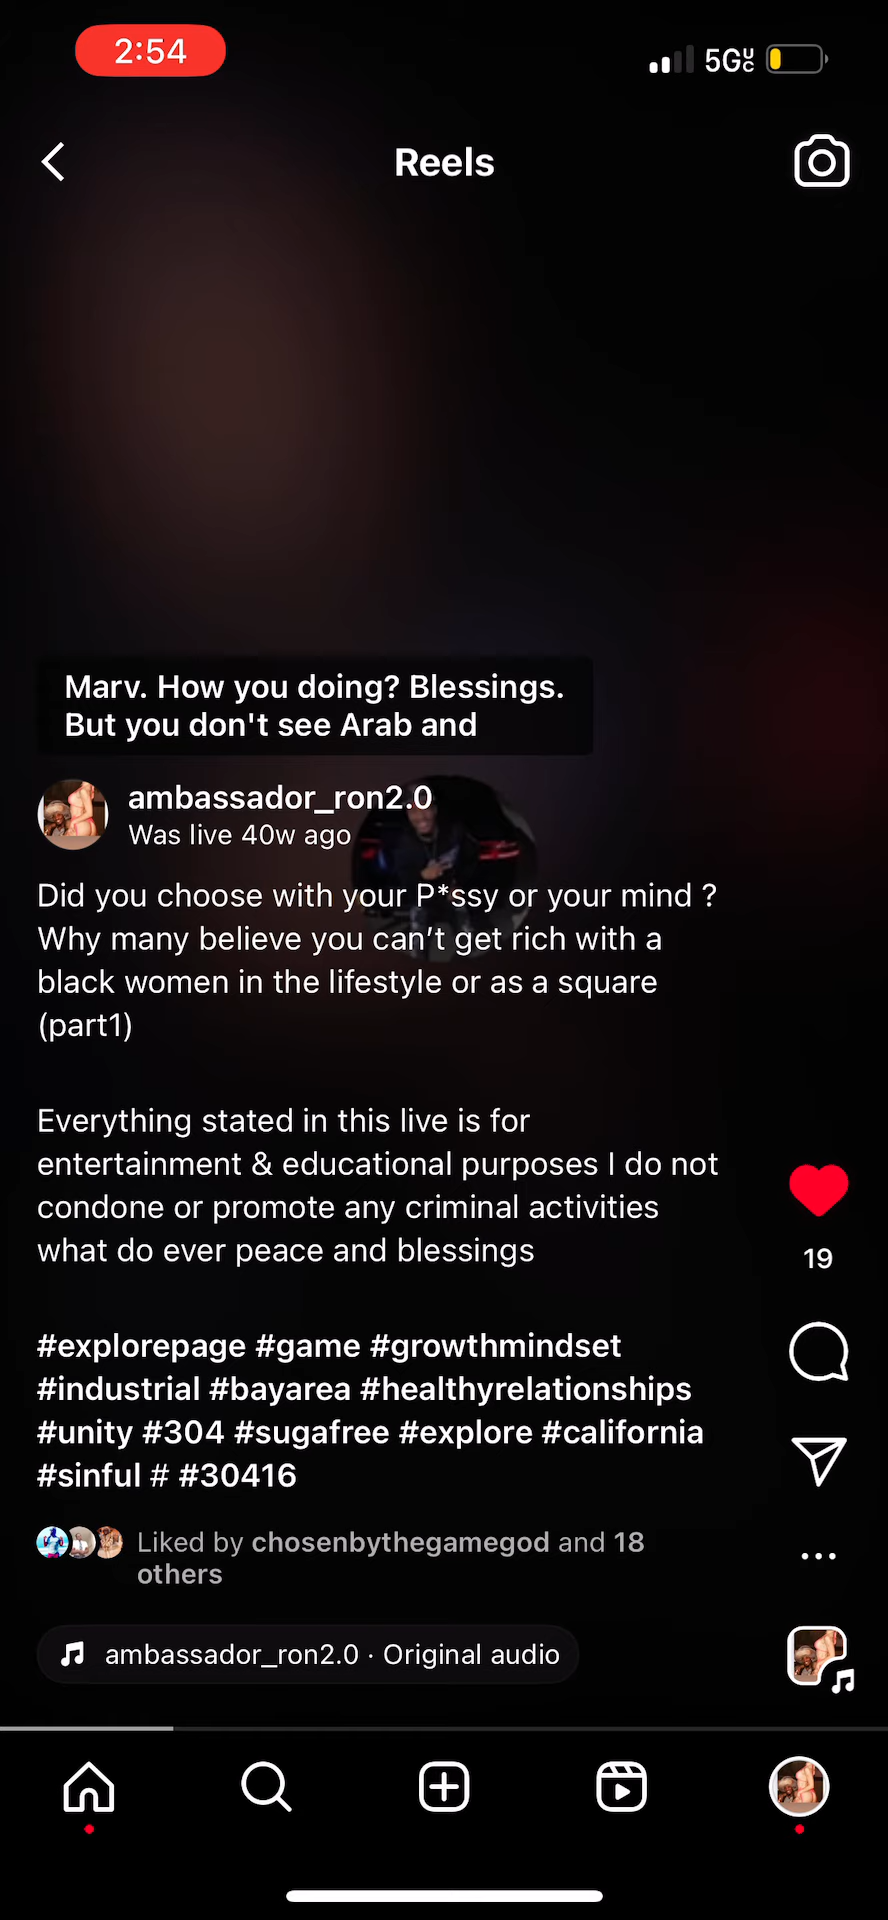 2:54
5GUC
Reels
Marv. How you doing? Blessings.
But you don't see Arab and
ambassador_ron2.0
Was live 40w ago
Did you choose with your P*ssy or your mind ?
Why many believe you can’t get rich with a
black women in the lifestyle or as a square
(part1)
Everything stated in this live is for
entertainment & educational purposes I do not
condone or promote any criminal activities
what do ever peace and blessings
#explorepage #game #growthmindset
#industrial #bayarea #healthyrelationships
#unity #304 #sugafree #explore #california
#sinful # #30416
19
Liked by chosenbythegamegod and 18
others
ambassador_ron2.0 · Original audio